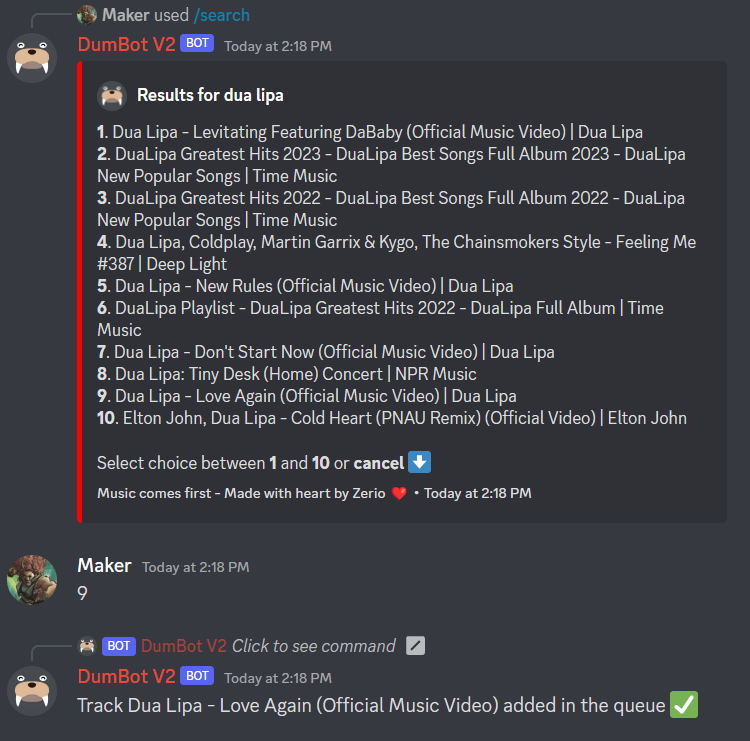 Maker used /search
DumBot V2 BOT Today at 2:18 PM
Results for dua lipa
1. Dua Lipa - Levitating Featuring DaBaby (Official Music Video) | Dua Lipa
2. DuaLipa Greatest Hits 2023 - DuaLipa Best Songs Full Album 2023 - DuaLipa
New Popular Songs | Time Music
3. DuaLipa Greatest Hits 2022 - DuaLipa Best Songs Full Album 2022 - DuaLipa
New Popular Songs | Time Music
4. Dua Lipa, Coldplay, Martin Garrix & Kygo, The Chainsmokers Style - Feeling Me
#387 | Deep Light
5. Dua Lipa - New Rules (Official Music Video) | Dua Lipa
6. DuaLipa Playlist - DuaLipa Greatest Hits 2022 - DuaLipa Full Album | Time
Music
7. Dua Lipa - Don't Start Now (Official Music Video) | Dua Lipa
8. Dua Lipa: Tiny Desk (Home) Concert | NPR Music
9. Dua Lipa - Love Again (Official Music Video) | Dua Lipa
10. Elton John, Dua Lipa - Cold Heart (PNAU Remix) (Official Video) | Elton John
Select choice between 1 and 10 or cancel ⬇️
Music comes first - Made with heart by Zerio ❤️ • Today at 2:18 PM
Maker Today at 2:18 PM
9
BOT DumBot V2 Click to see command
DumBot V2 BOT Today at 2:18 PM
Track Dua Lipa - Love Again (Official Music Video) added in the queue ✅